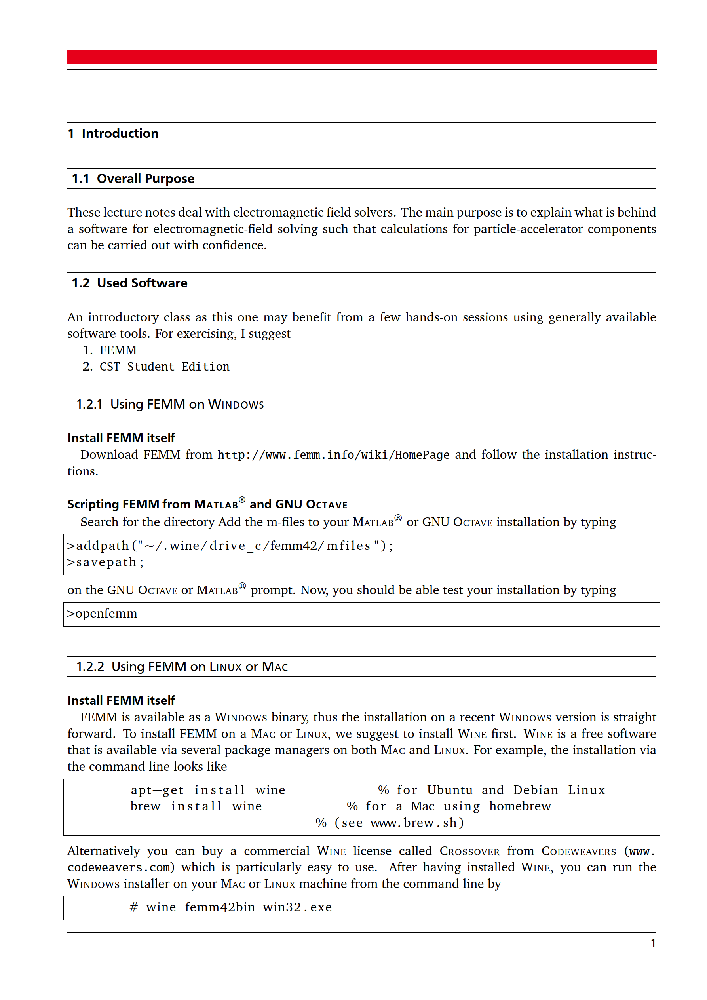 1 Introduction
1.1 Overall Purpose
These lecture notes deal with electromagnetic field solvers. The main purpose is to explain what is behind
a software for electromagnetic-field solving such that calculations for particle-accelerator components
can be carried out with confidence.
1.2 Used Software
An introductory class as this one may benefit from a few hands-on sessions using generally available
software tools. For exercising, I suggest
1. FEMM
2. CST Student Edition
1.2.1 Using FEMM on WINDOWS
Install FEMM itself
Download FEMM from http://www.femm.info/wiki/HomePage and follow the installation instruc-
tions.
Scripting FEMM from MATLAB® and GNU OCTAVE
Search for the directory Add the m-files to your MATLAB® or GNU OCTAVE installation by typing
>addpath("~/.wine/drive_c/femm42/mfiles");
>savepath;
on the GNU OCTAVE or MATLAB® prompt. Now, you should be able test your installation by typing
>openfemm
1.2.2 Using FEMM on LINUX or MAC
Install FEMM itself
FEMM is available as a WINDOWS binary, thus the installation on a recent WINDOWS version is straight
forward. To install FEMM on a MAC or LINUX, we suggest to install WINE first. WINE is a free software
that is available via several package managers on both MAC and LINUX. For example, the installation via
the command line looks like
apt-get install wine % for Ubuntu and Debian Linux
brew install wine % for a Mac using homebrew
% (see www.brew.sh)
Alternatively you can buy a commercial WINE license called CROSSOVER from CODEWEAVERS (www.
codeweavers.com) which is particularly easy to use. After having installed WINE, you can run the
WINDOWS installer on your MAC or LINUX machine from the command line by
# wine femm42bin_win32.exe
1